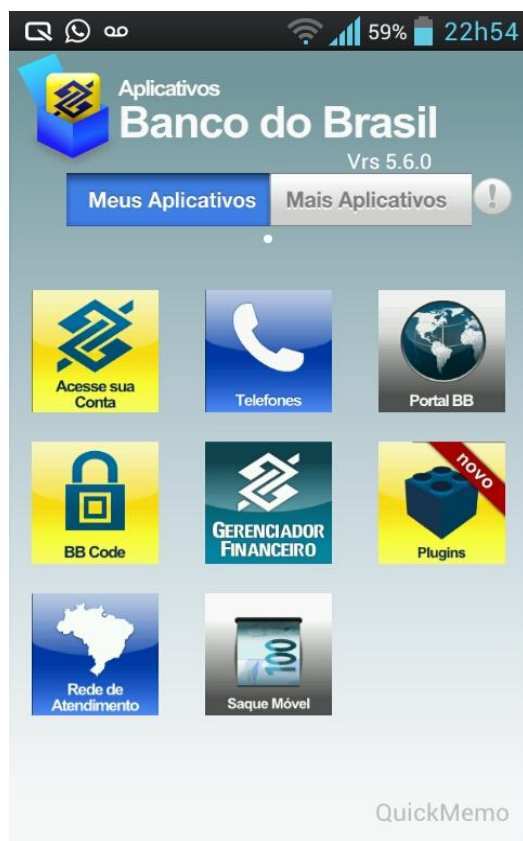 59% 22h54
Aplicativos
Banco do Brasil
Vrs 5.6.0
Meus Aplicativos Mais Aplicativos !
Acesse sua
Conta
Telefones
Portal BB
BB Code
GERENCIADOR
FINANCEIRO
novo
Plugins
Rede de
Atendimento
100
Saque Móvel
QuickMemo